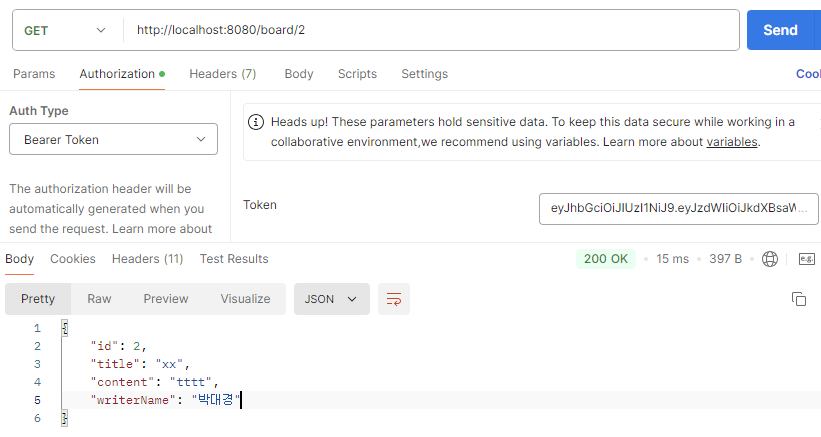 GET http://localhost:8080/board/2 Send
Params Authorization Headers (7) Body Scripts Settings
Auth Type
Bearer Token
The authorization header will be
automatically generated when you
send the request. Learn more about
Heads up! These parameters hold sensitive data. To keep this data secure while working in a
collaborative environment,we recommend using variables. Learn more about variables.
Token
Body Cookies Headers (11) Test Results 200 OK • 15 ms • 397 B e.g.
Pretty Raw Preview Visualize JSON
1 {
2 "id": 2,
3 "title": "xx",
4 "content": "tttt",
5 "writerName": "박대경"
6 }